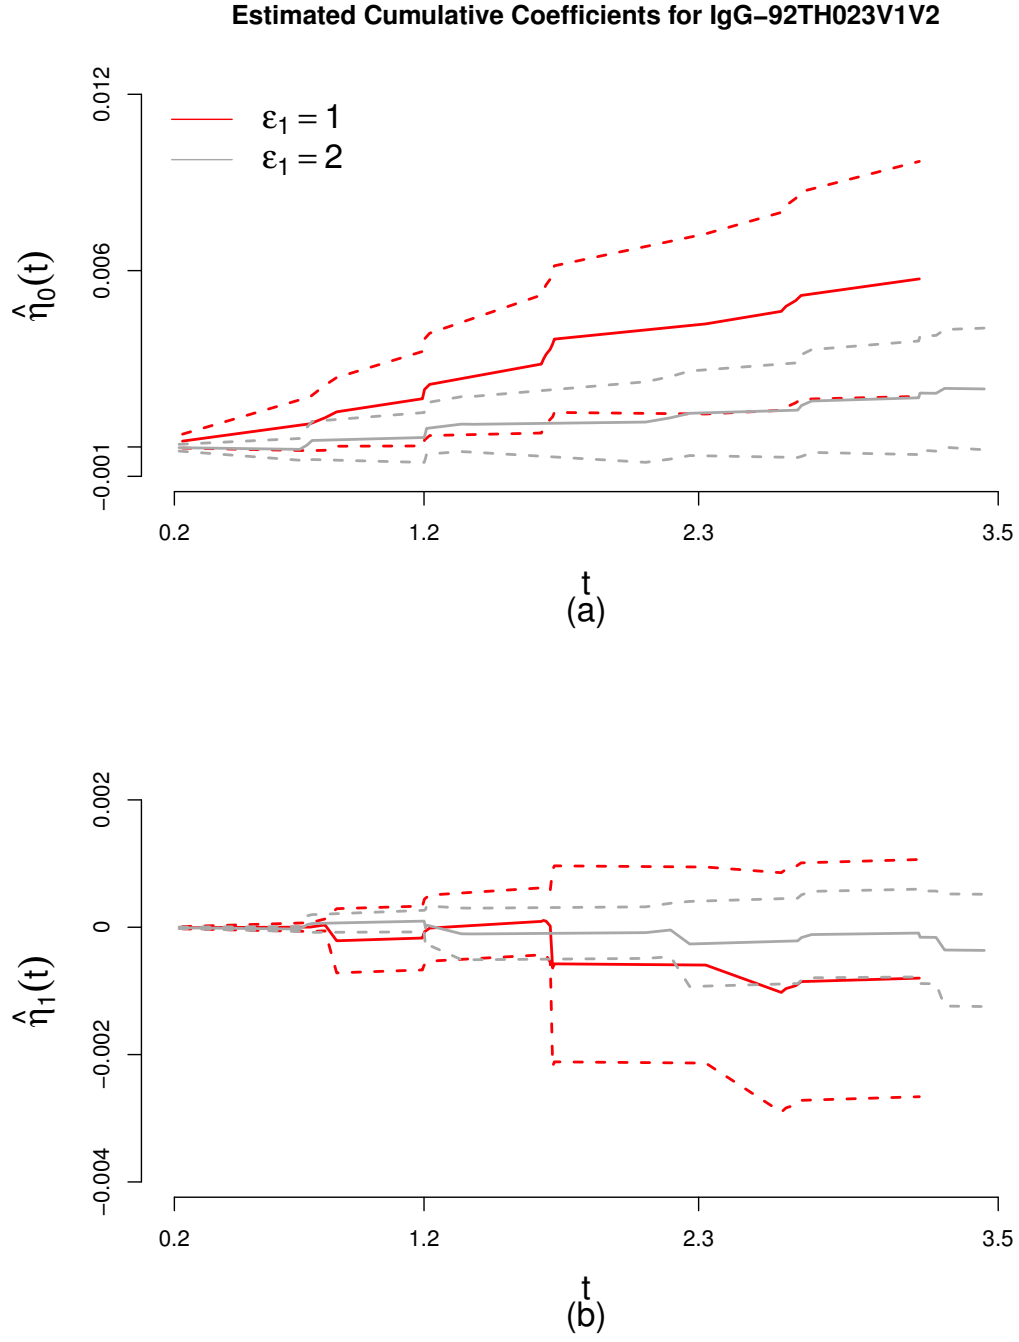 Estimated Cumulative Coefficients for IgG−92TH023V1V2
0.012
0.006
−0.001
η̂₀(t)
ε₁ = 1
ε₁ = 2
0.2 1.2 2.3 3.5
t
(a)
0.002
0
−0.002
−0.004
η̂₁(t)
0.2 1.2 2.3 3.5
t
(b)